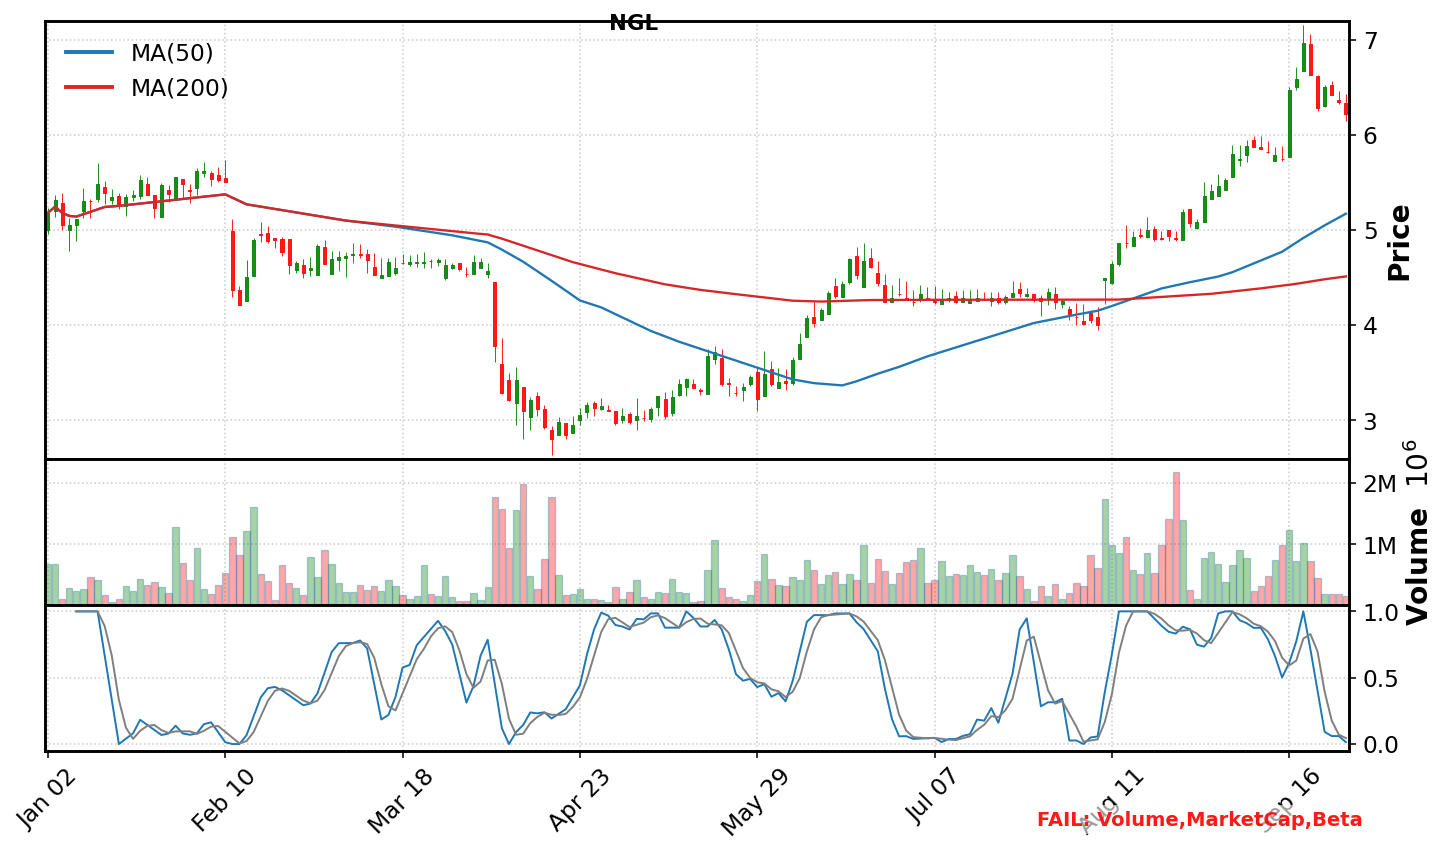 NGL
MA(50)
MA(200)
7
6
5
4
3
Price
2M
1M
Volume 10^6
1.0
0.5
0.0
Jan 02
Feb 10
Mar 18
Apr 23
May 29
Jul 07
Aug 11
Sep 16
FAIL: Volume,MarketCap,Beta